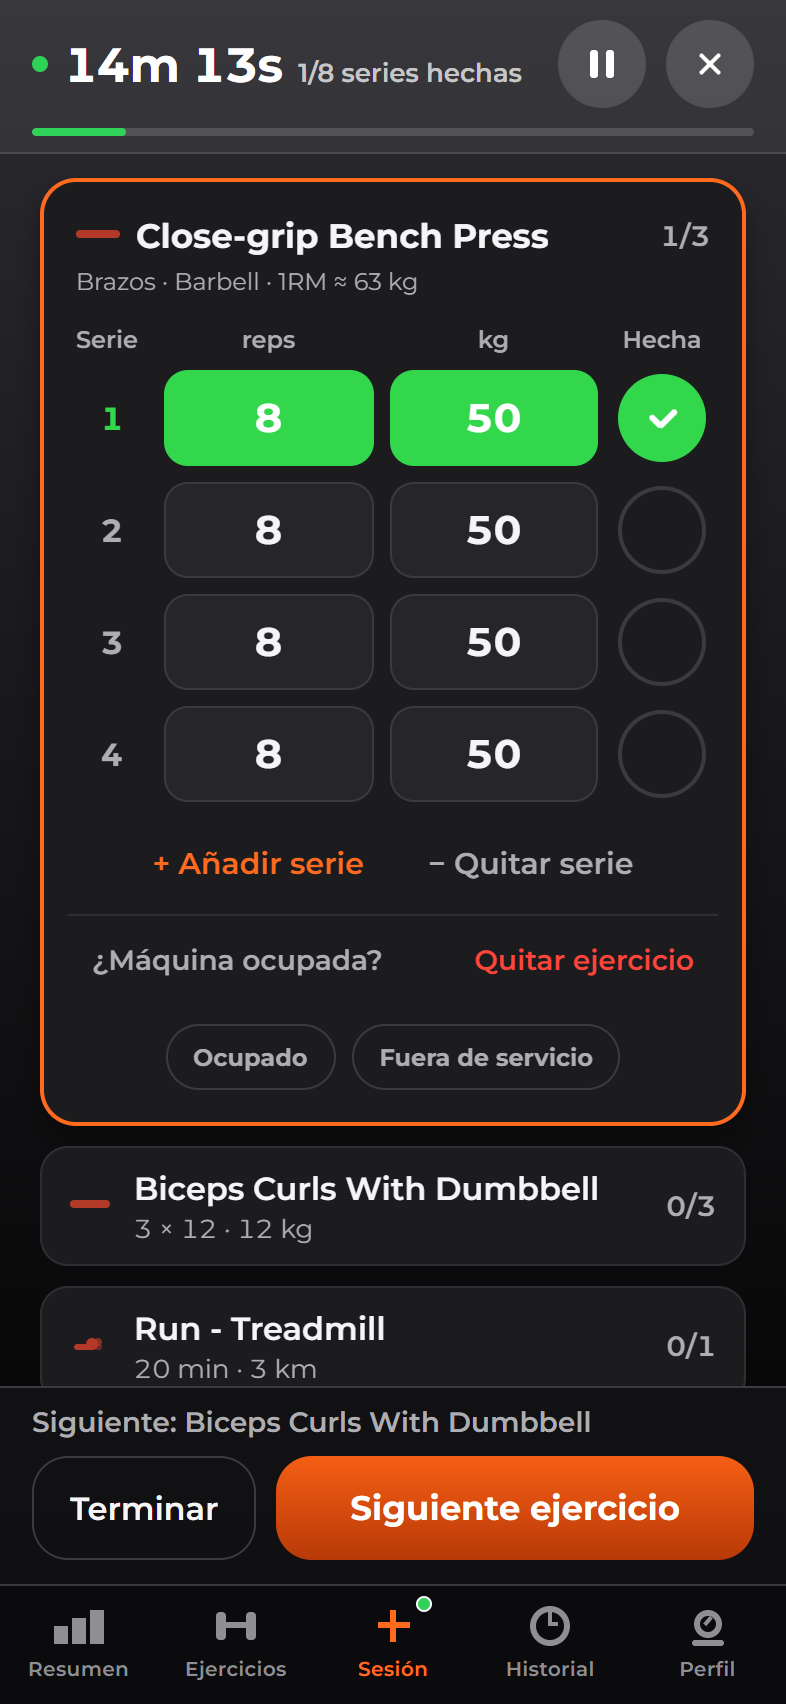 14m 13s 1/8 series hechas
Close-grip Bench Press 1/3
Brazos · Barbell · 1RM ≈ 63 kg
Serie reps kg Hecha
1 8 50
2 8 50
3 8 50
4 8 50
+ Añadir serie − Quitar serie
¿Máquina ocupada? Quitar ejercicio
Ocupado Fuera de servicio
Biceps Curls With Dumbbell 0/3
3 × 12 · 12 kg
Run - Treadmill 0/1
20 min · 3 km
Siguiente: Biceps Curls With Dumbbell
Terminar Siguiente ejercicio
Resumen Ejercicios Sesión Historial Perfil